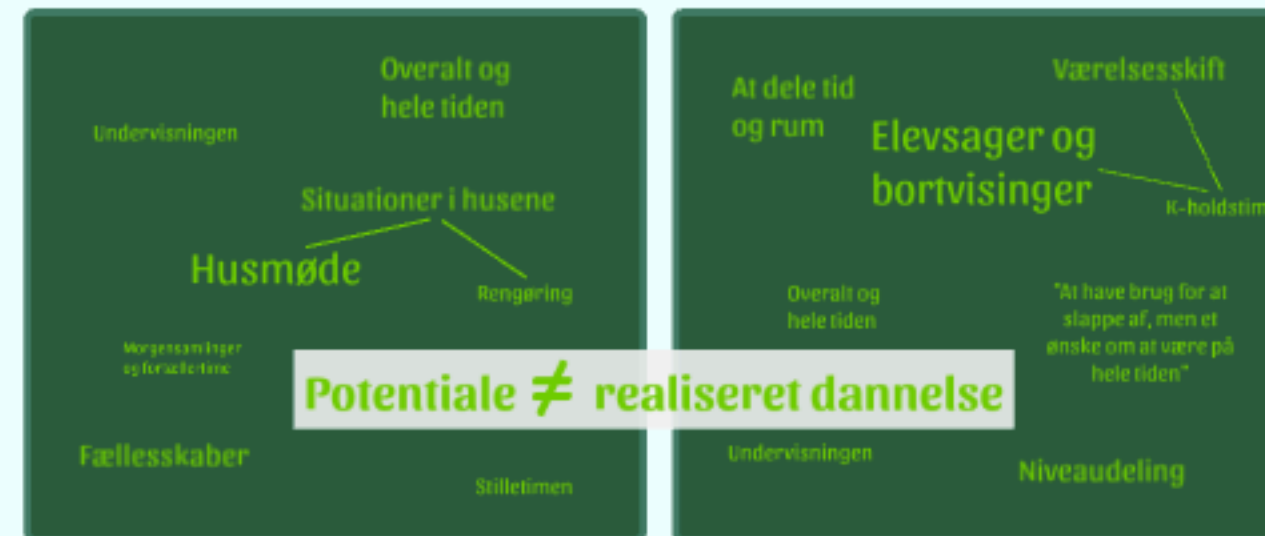 Overalt og
hele tiden
Undervisningen
Situationer i husene
Husmøde
Rengøring
Morgensamlinger
og fortællertime
Fællesskaber
Stilletimen
Potentiale ≠ realiseret dannelse
Værelsesskift
At dele tid
og rum
Elevsager og
bortvisinger
K-holdstim
Overalt og
hele tiden
"At have brug for at
slappe af, men et
ønske om at være på
hele tiden"
Undervisningen
Niveaudeling